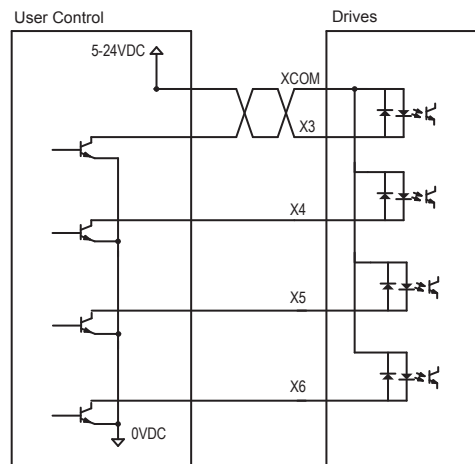 User Control
Drives
5-24VDC
XCOM
X3
X4
X5
X6
0VDC